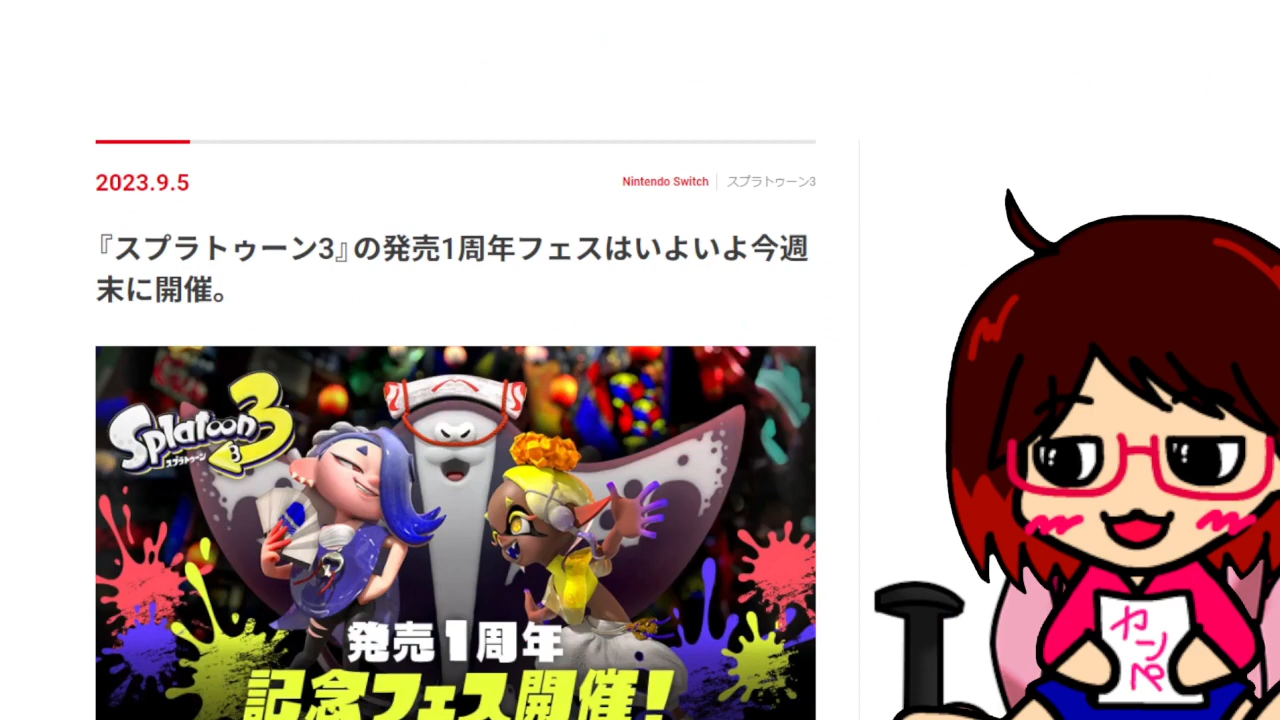 2023.9.5
Nintendo Switch
スプラトゥーン3
『スプラトゥーン3』の発売1周年フェスはいよいよ今週
末に開催。
Splatoon 3
スプラトゥーン 3
発売1周年
記念フェス開催!
カンペ